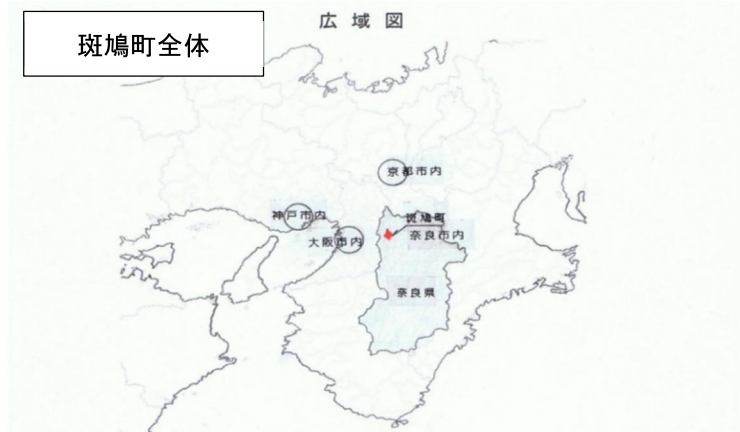 斑鳩町全体
広域図
京都市内
神戸市内
斑鳩町
大阪市内
奈良市内
奈良県